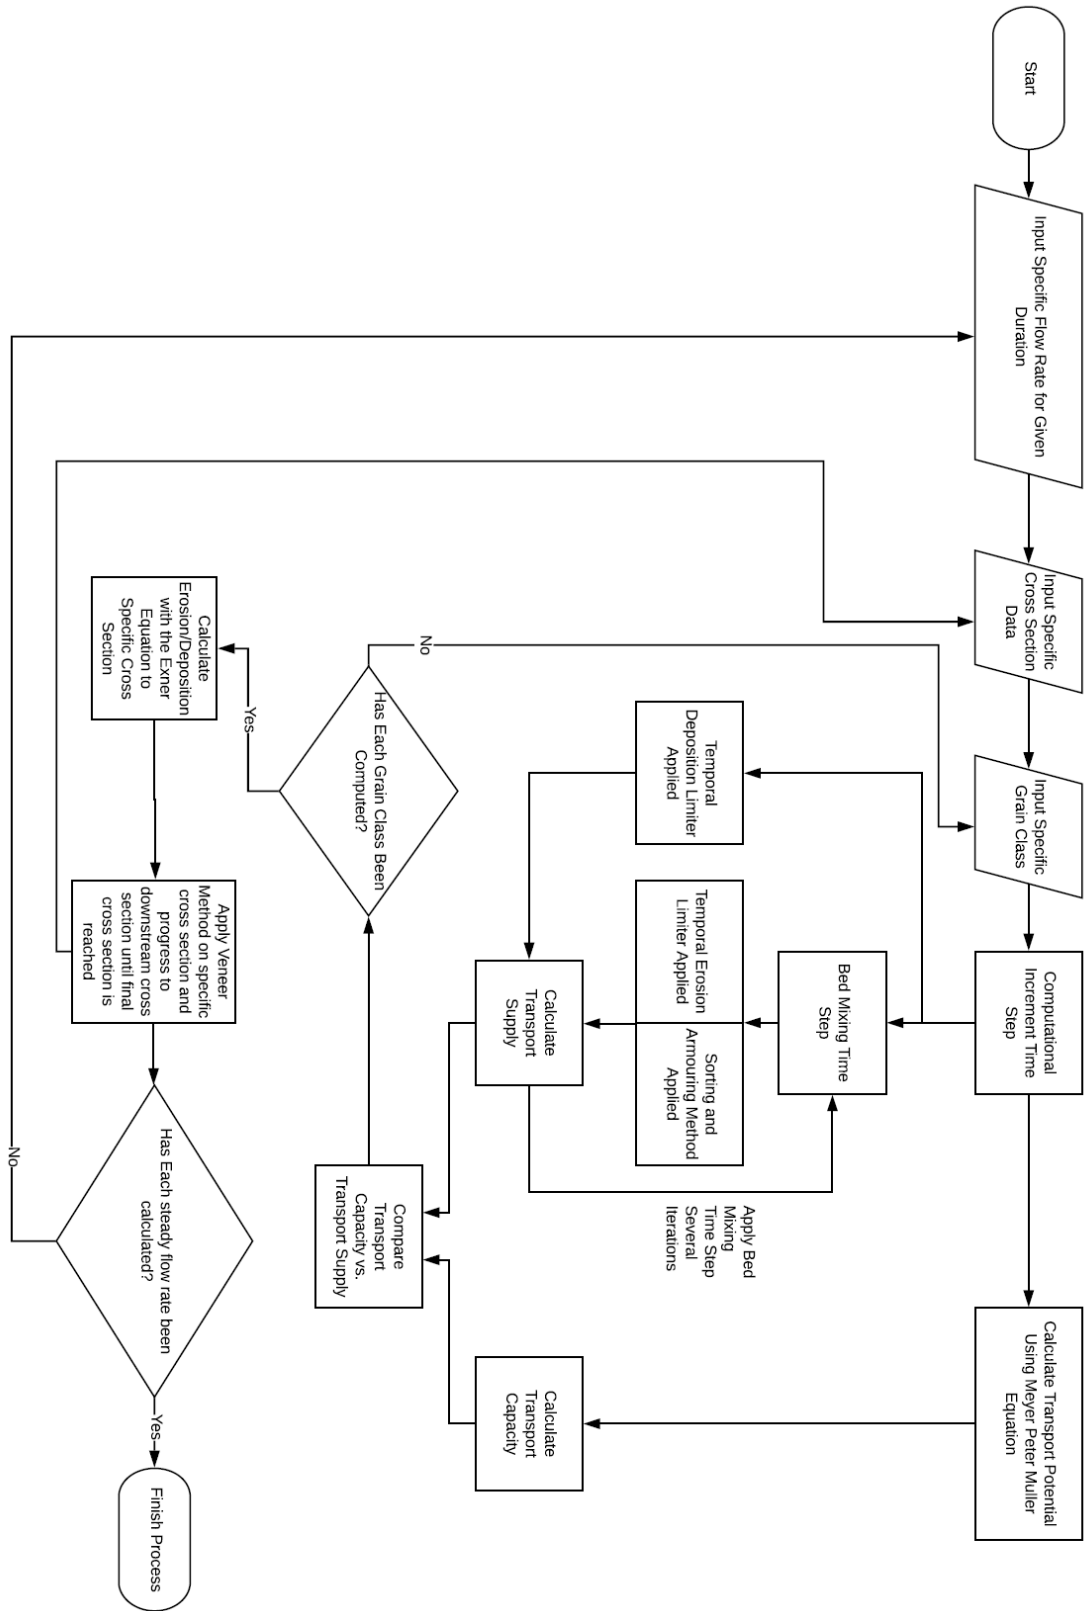 Start
Input Specific Flow Rate for Given
Duration
Input Specific
Cross Section
Data
Input Specific
Grain Class
Computational
Increment Time
Step
Calculate Transport Potential
Using Meyer Peter Muller
Equation
Bed Mixing Time
Step
Temporal
Deposition Limiter
Applied
Temporal Erosion
Limiter Applied
Sorting and
Armouring Method
Applied
Apply Bed
Mixing
Time Step
Several
Iterations
Calculate
Transport
Supply
Calculate
Transport
Capacity
No
Has Each Grain Class Been
Computed?
Compare
Transport
Capacity vs.
Transport Supply
Yes
Calculate
Erosion/Deposition
with the Exner
Equation to
Specific Cross
Section
Apply Veneer
Method on specific
cross section and
progress to
downstream cross
section until final
cross section is
reached
Has Each steady flow rate been
calculated?
Yes
Finish Process
No